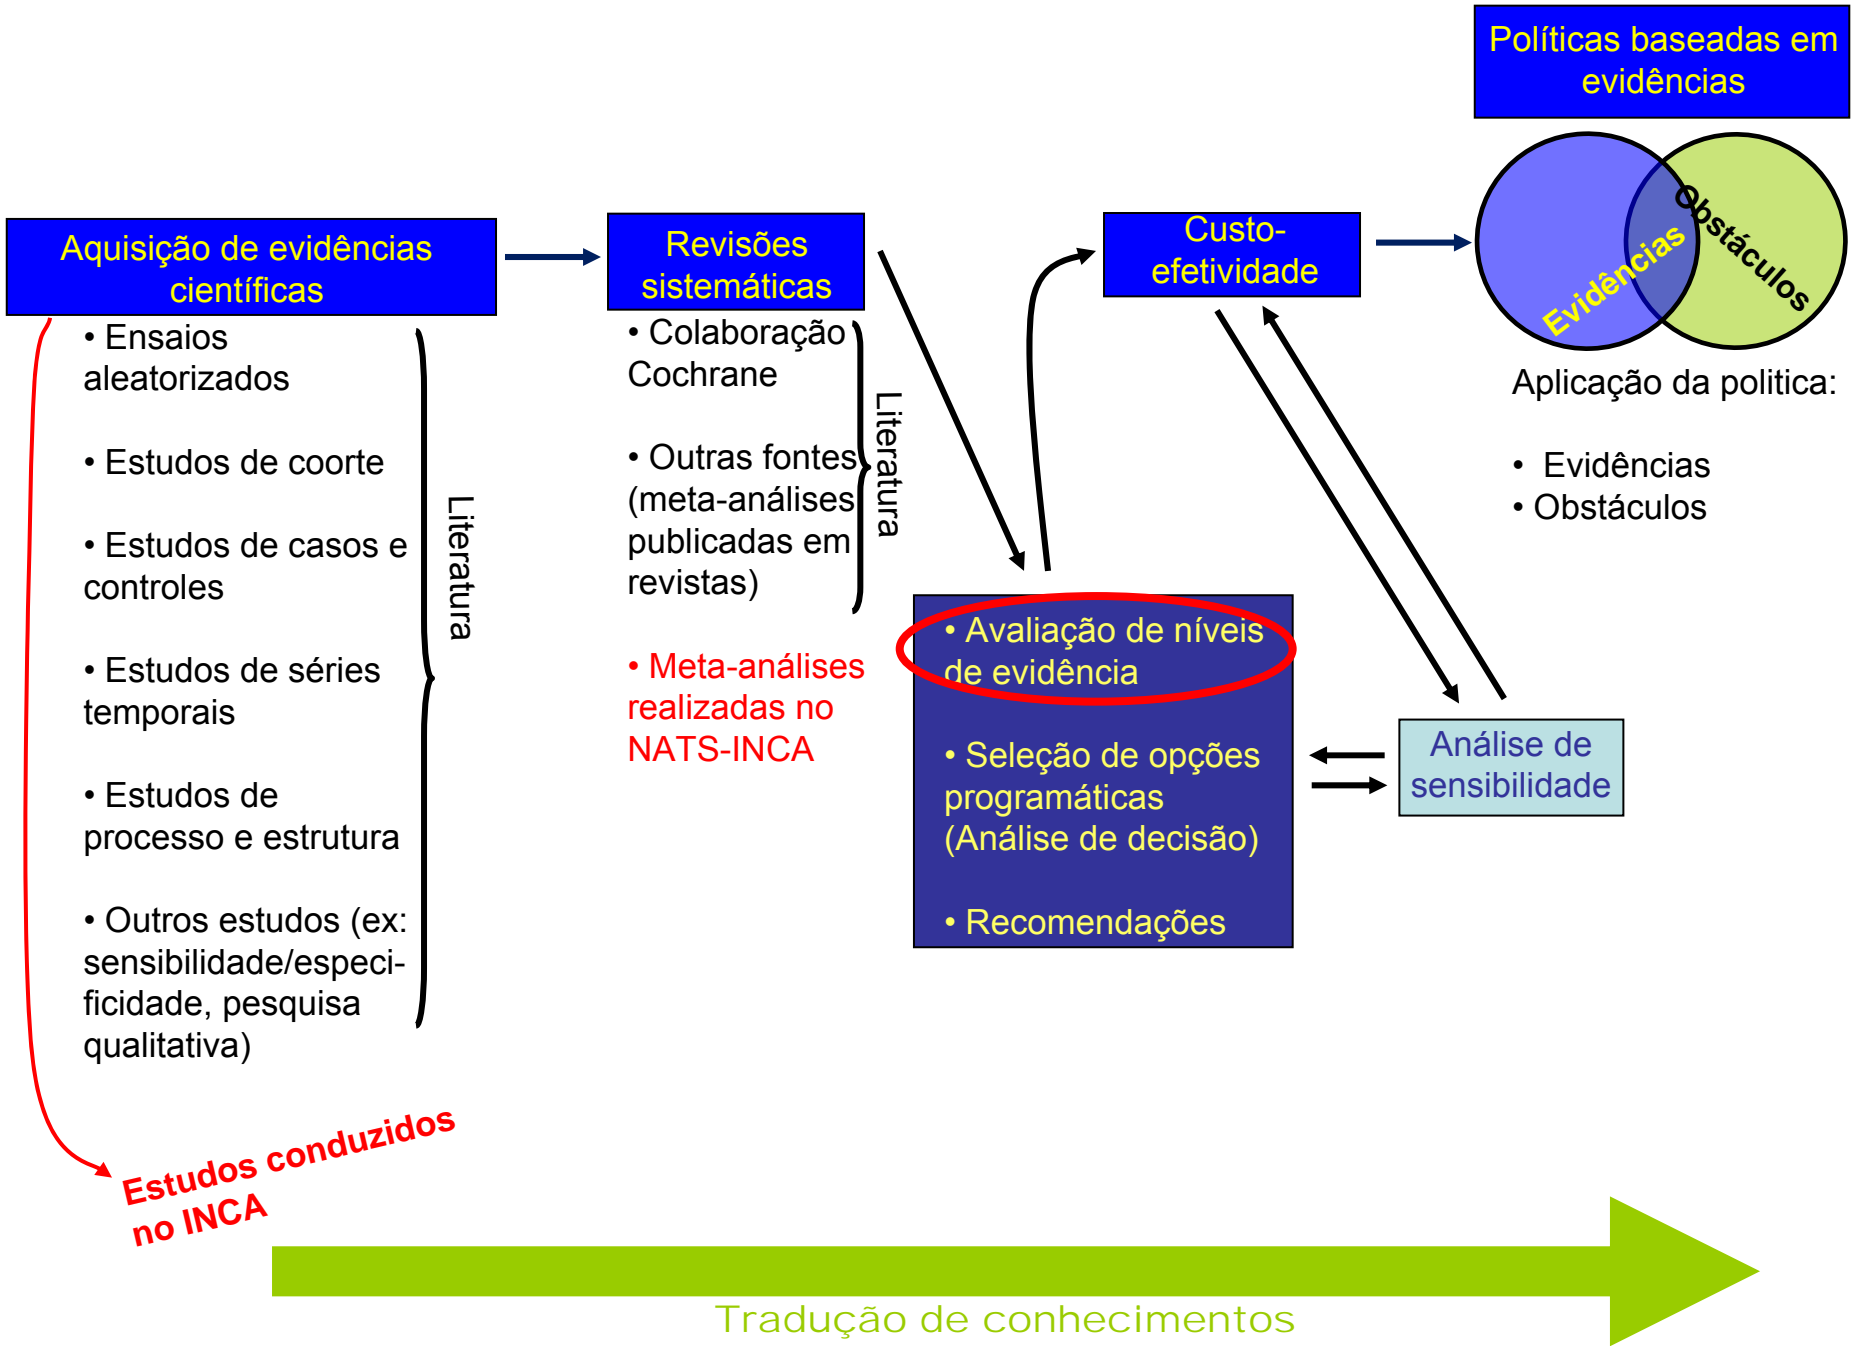 Políticas baseadas em
evidências
Evidências
Obstáculos
Aplicação da politica:
• Evidências
• Obstáculos
Aquisição de evidências
científicas
• Ensaios
aleatorizados
• Estudos de coorte
• Estudos de casos e
controles
• Estudos de séries
temporais
• Estudos de
processo e estrutura
• Outros estudos (ex:
sensibilidade/especi-
ficidade, pesquisa
qualitativa)
Literatura
Estudos conduzidos
no INCA
Revisões
sistemáticas
• Colaboração
Cochrane
• Outras fontes
(meta-análises
publicadas em
revistas)
Literatura
• Meta-análises
realizadas no
NATS-INCA
• Avaliação de níveis
de evidência
• Seleção de opções
programáticas
(Análise de decisão)
• Recomendações
Custo-
efetividade
Análise de
sensibilidade
Tradução de conhecimentos